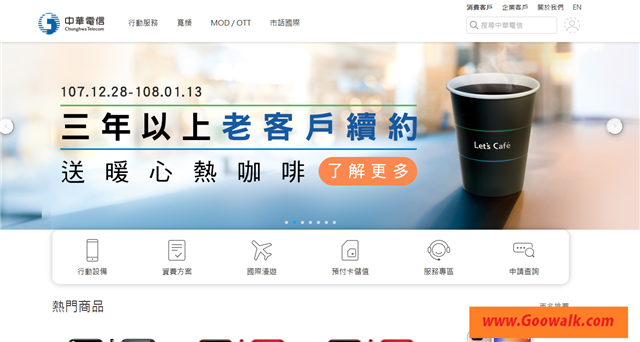 消費客戶 企業客戶 關於我們 EN
中華電信
Chunghwa Telecom
行動服務 寬頻 MOD / OTT 市話國際
搜尋中華電信
107.12.28-108.01.13
三年以上老客戶續約
送暖心熱咖啡 了解更多
Let's Café
行動設備 資費方案 國際漫遊 預付卡儲值 服務專區 申請查詢
熱門商品
www.Goowalk.com